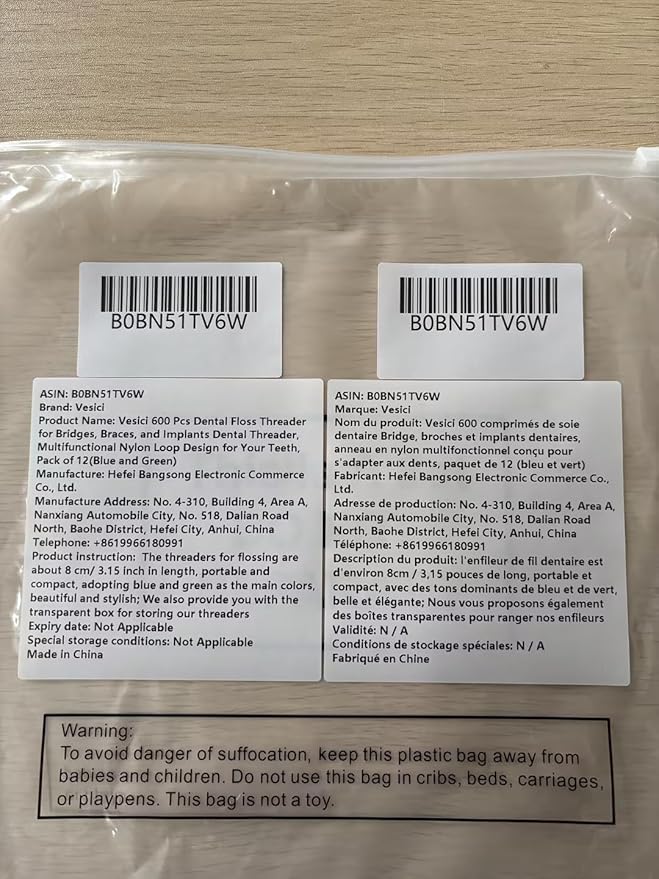 B0BN51TV6W
B0BN51TV6W
ASIN: B0BN51TV6W
Brand: Vesici
Product Name: Vesici 600 Pcs Dental Floss Threader
for Bridges, Braces, and Implants Dental Threader,
Multifunctional Nylon Loop Design for Your Teeth,
Pack of 12(Blue and Green)
Manufacture: Hefei Bangsong Electronic Commerce
Co., Ltd.
Manufacture Address: No. 4-310, Building 4, Area A,
Nanxiang Automobile City, No. 518, Dalian Road
North, Baohe District, Hefei City, Anhui, China
Telephone: +8619966180991
Product instruction: The threaders for flossing are
about 8 cm/ 3.15 inch in length, portable and
compact, adopting blue and green as the main colors,
beautiful and stylish; We also provide you with the
transparent box for storing our threaders
Expiry date: Not Applicable
Special storage conditions: Not Applicable
Made in China
ASIN: B0BN51TV6W
Marque: Vesici
Nom du produit: Vesici 600 comprimés de soie
dentaire Bridge, broches et implants dentaires,
anneau en nylon multifonctionnel conçu pour
s'adapter aux dents, paquet de 12 (bleu et vert)
Fabricant: Hefei Bangsong Electronic Commerce Co.,
Ltd.
Adresse de production: No. 4-310, Building 4, Area A,
Nanxiang Automobile City, No. 518, Dalian Road
North, Baohe District, Hefei City, Anhui, China
Téléphone: +8619966180991
Description du produit: l'enfileur de fil dentaire est
d'environ 8cm / 3,15 pouces de long, portable et
compact, avec des tons dominants de bleu et de vert,
belle et élégante; Nous vous proposons également
des boîtes transparentes pour ranger nos enfileurs
Validité: N / A
Conditions de stockage spéciales: N / A
Fabriqué en Chine
Warning:
To avoid danger of suffocation, keep this plastic bag away from
babies and children. Do not use this bag in cribs, beds, carriages,
or playpens. This bag is not a toy.